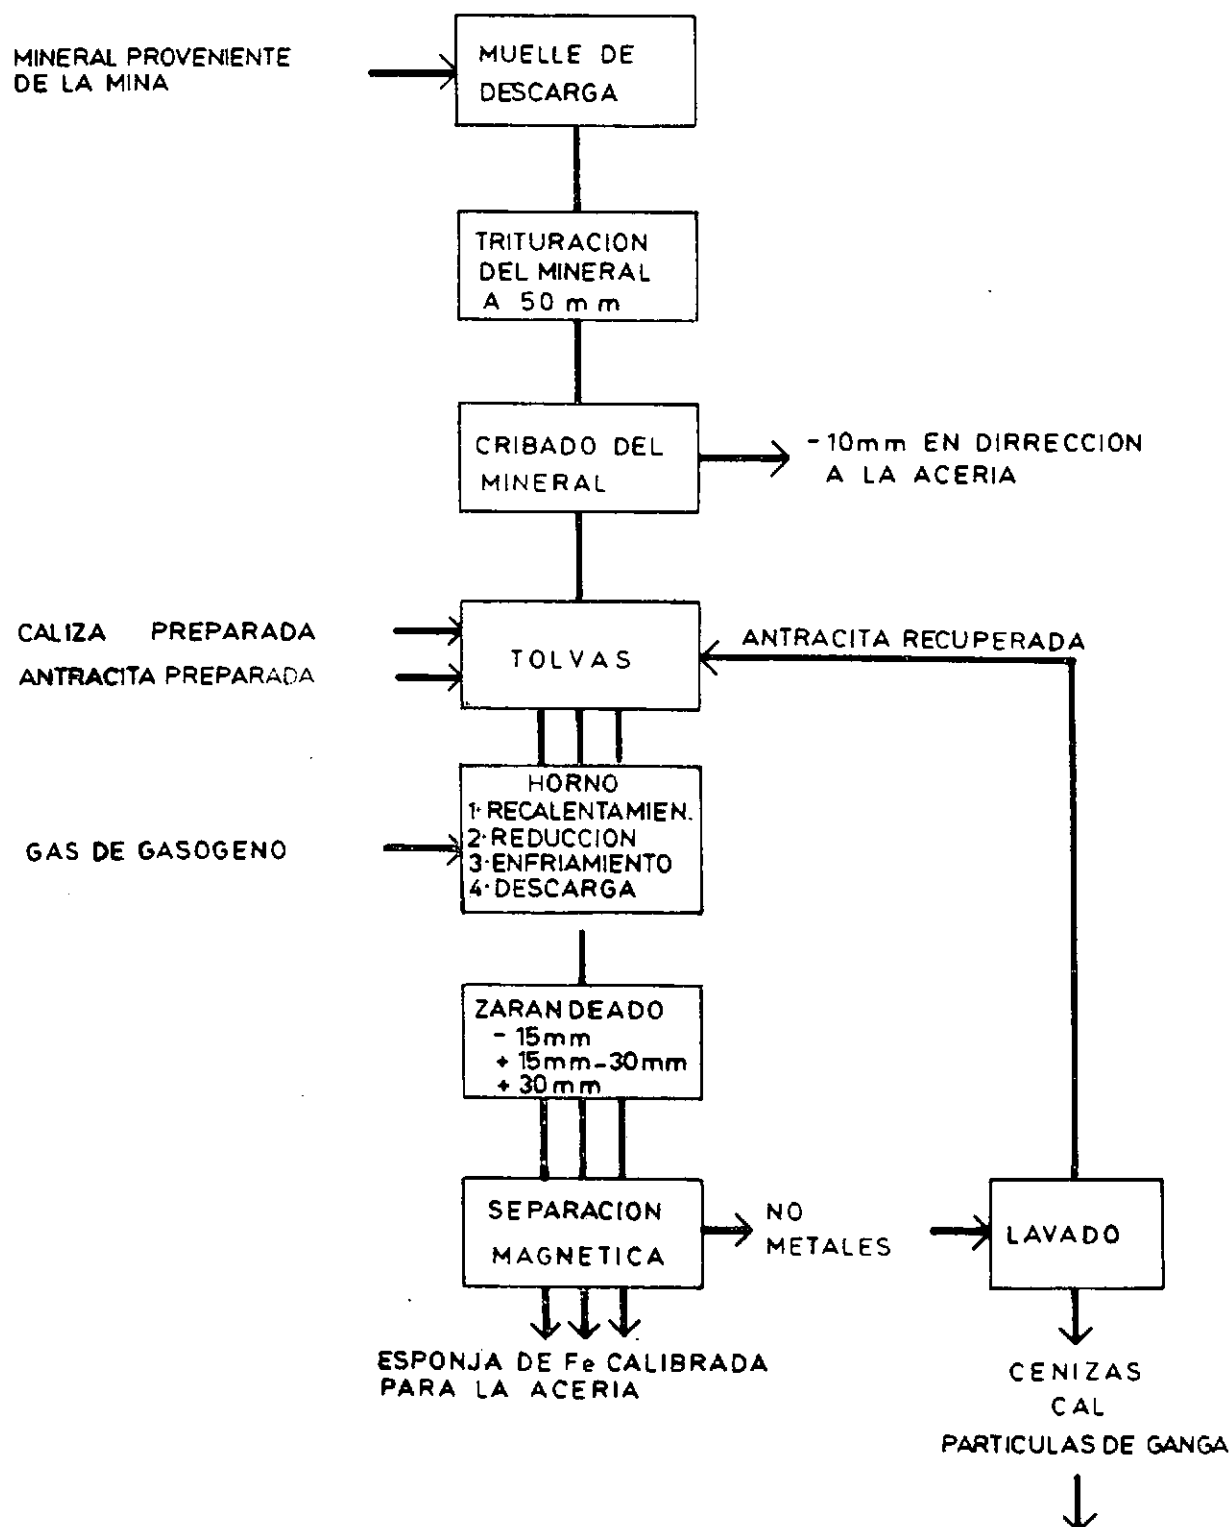 MINERAL PROVENIENTE
DE LA MINA
MUELLE DE
DESCARGA
TRITURACION
DEL MINERAL
A 50 mm
CRIBADO DEL
MINERAL
-10mm EN DIRRECCION
A LA ACERIA
CALIZA PREPARADA
ANTRACITA PREPARADA
TOLVAS
ANTRACITA RECUPERADA
HORNO
1·RECALENTAMIEN.
2·REDUCCION
3·ENFRIAMIENTO
4·DESCARGA
GAS DE GASOGENO
ZARANDEADO
- 15mm
+ 15mm-30mm
+ 30mm
SEPARACION
MAGNETICA
NO
METALES
LAVADO
ESPONJA DE Fe CALIBRADA
PARA LA ACERIA
CENIZAS
CAL
PARTICULAS DE GANGA